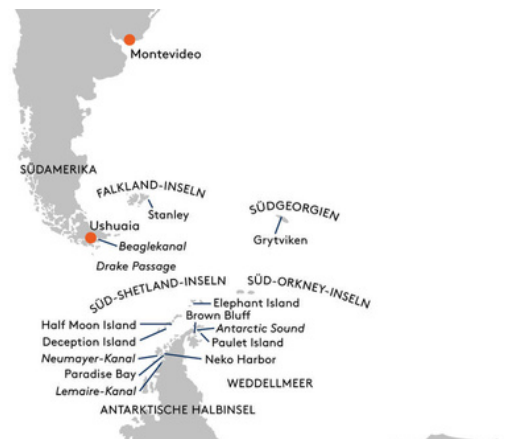 Montevideo
SÜDAMERIKA
FALKLAND-INSELN
Stanley
SÜDGEORGIEN
Grytviken
Ushuaia
Beaglekanal
Drake Passage
SÜD-SHETLAND-INSELN
SÜD-ORKNEY-INSELN
Elephant Island
Brown Bluff
Half Moon Island
Antarctic Sound
Deception Island
Paulet Island
Neumayer-Kanal
Neko Harbor
Paradise Bay
WEDDELLMEER
Lemaire-Kanal
ANTARKTISCHE HALBINSEL